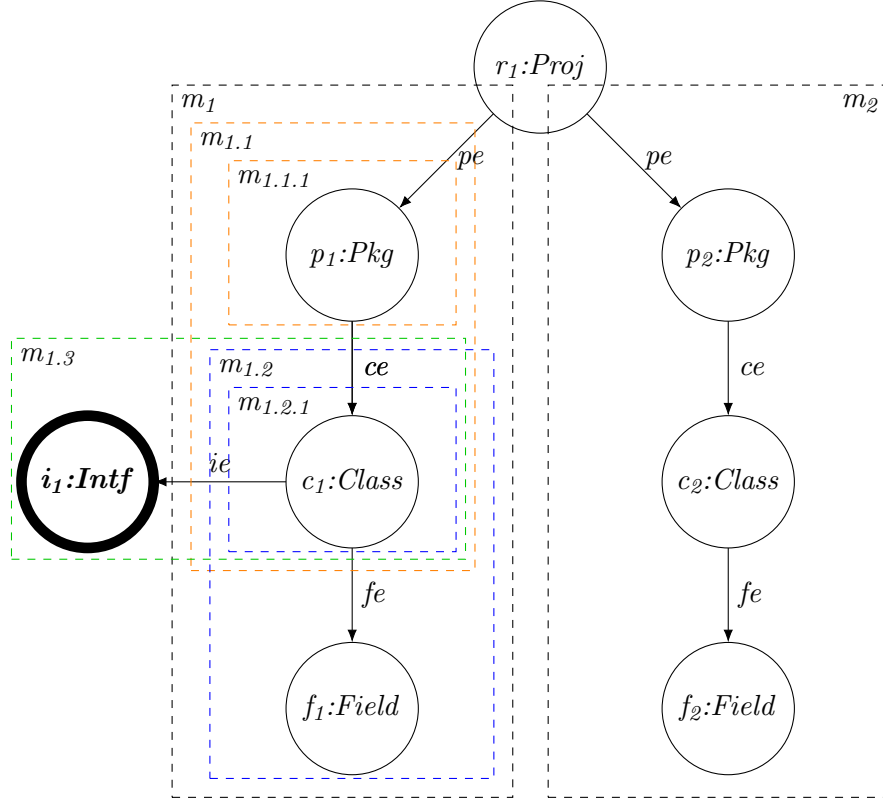 r₁:Proj
m₁
m₂
m₁.₁
pe
pe
m₁.₁.₁
p₁:Pkg
p₂:Pkg
m₁.₃
m₁.₂
ce
ce
m₁.₂.₁
i₁:Intf
ie
c₁:Class
c₂:Class
fe
fe
f₁:Field
f₂:Field